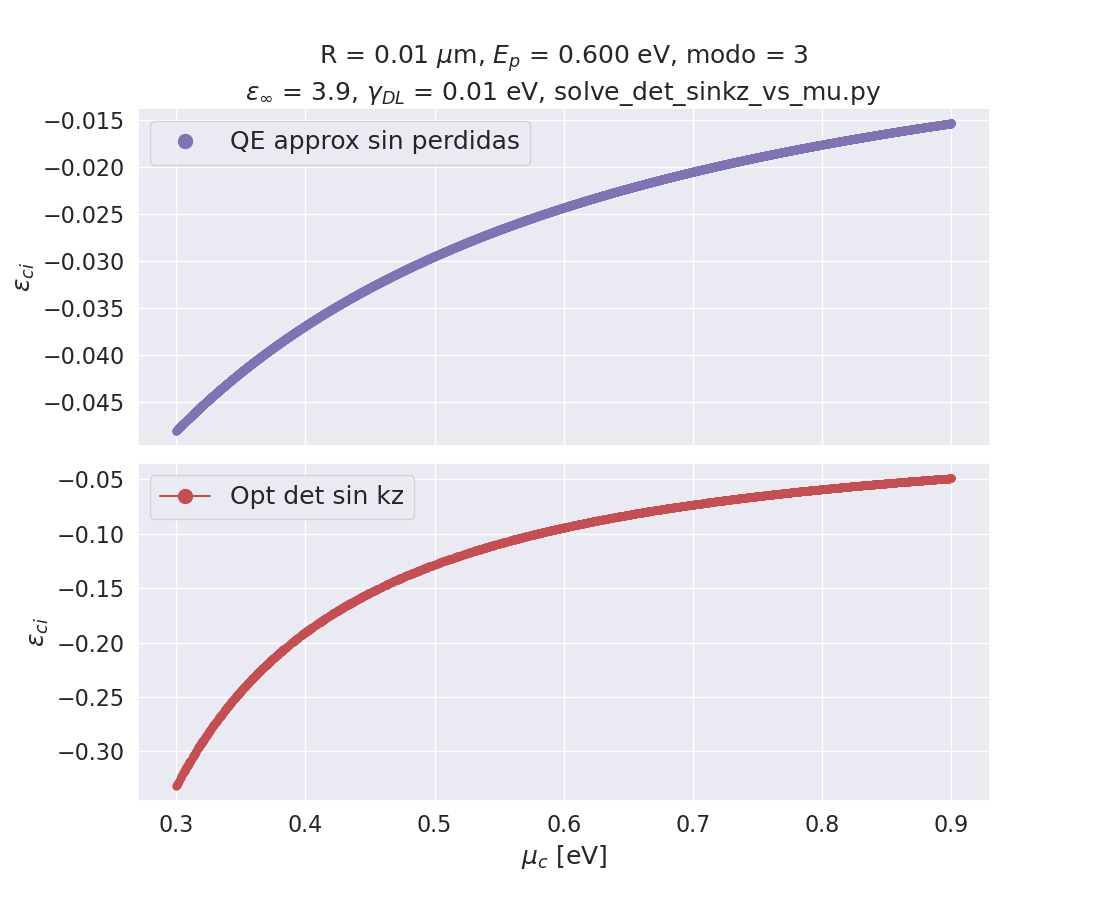 R = 0.01 μm, E_p = 0.600 eV, modo = 3
ε_∞ = 3.9, γ_DL = 0.01 eV, solve_det_sinkz_vs_mu.py
−0.015
QE approx sin perdidas
−0.020
−0.025
−0.030
−0.035
−0.040
−0.045
ε_ci
−0.05
Opt det sin kz
−0.10
−0.15
−0.20
−0.25
−0.30
ε_ci
0.3 0.4 0.5 0.6 0.7 0.8 0.9
μ_c [eV]